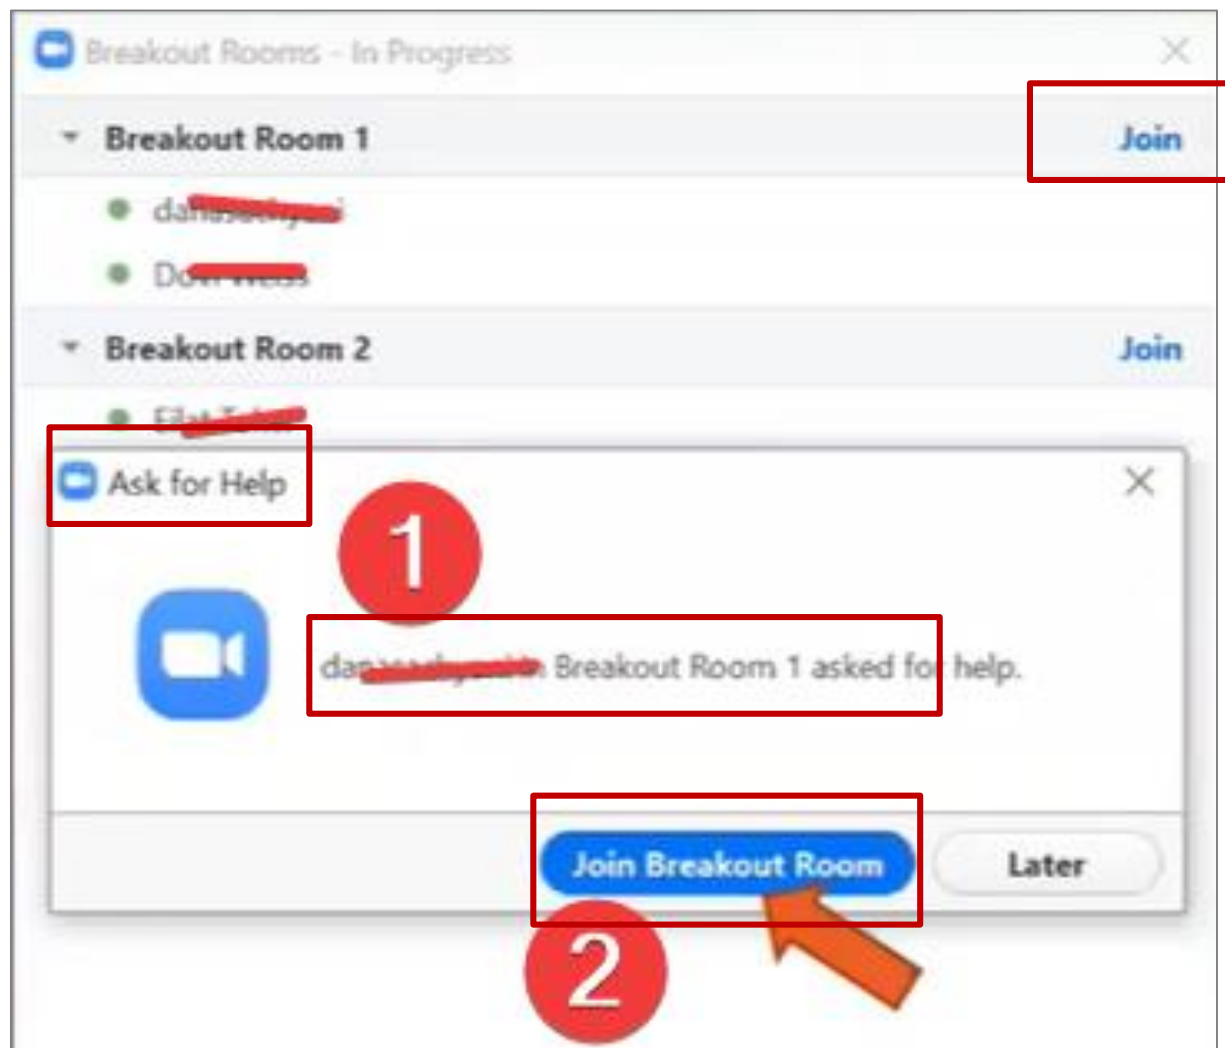 Breakout Rooms - In Progress
Breakout Room 1 Join
Breakout Room 2 Join
Ask for Help
1
Breakout Room 1 asked for help.
Join Breakout Room Later
2